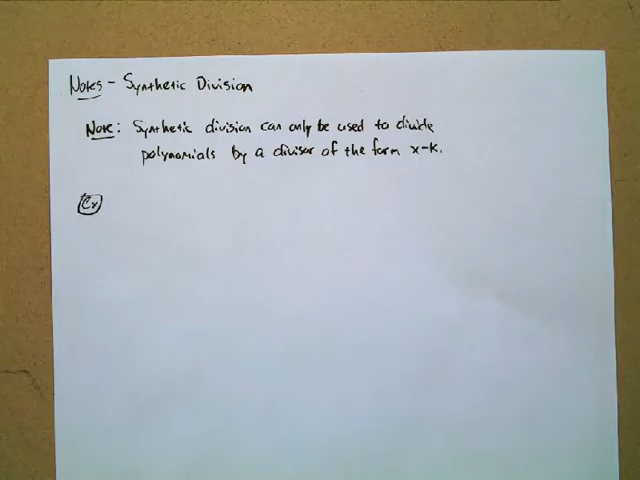 Notes - Synthetic Division
Note: Synthetic division can only be used to divide
polynomials by a divisor of the form x-k.
Ex